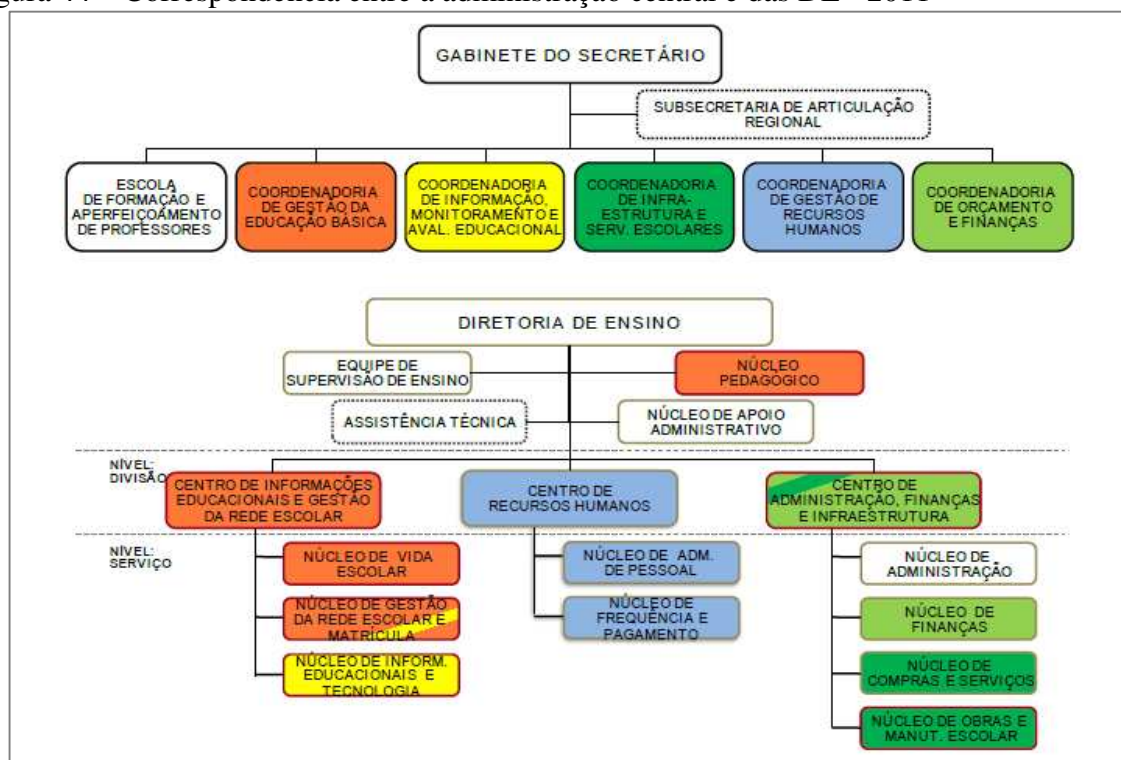 GABINETE DO SECRETÁRIO
SUBSECRETARIA DE ARTICULAÇÃO
REGIONAL
ESCOLA
DE FORMAÇÃO E
APERFEIÇOAMENTO
DE PROFESSORES
COORDENADORIA
DE GESTÃO DA
EDUCAÇÃO BÁSICA
COORDENADORIA
DE INFORMAÇÃO,
MONITORAMENTO E
AVAL. EDUCACIONAL
COORDENADORIA
DE INFRA-
ESTRUTURA E
SERV. ESCOLARES
COORDENADORIA
DE GESTÃO DE
RECURSOS
HUMANOS
COORDENADORIA
DE ORÇAMENTO
E FINANÇAS
DIRETORIA DE ENSINO
EQUIPE DE
SUPERVISÃO DE ENSINO
NÚCLEO
PEDAGÓGICO
ASSISTÊNCIA TÉCNICA
NÚCLEO DE APOIO
ADMINISTRATIVO
NÍVEL:
DIVISÃO
CENTRO DE INFORMAÇÕES
EDUCACIONAIS E GESTÃO
DA REDE ESCOLAR
CENTRO DE
RECURSOS HUMANOS
CENTRO DE
ADMINISTRAÇÃO, FINANÇAS
E INFRAESTRUTURA
NÍVEL:
SERVIÇO
NÚCLEO DE VIDA
ESCOLAR
NÚCLEO DE GESTÃO
DA REDE ESCOLAR E
MATRÍCULA
NÚCLEO DE INFORM.
EDUCACIONAIS E
TECNOLOGIA
NÚCLEO DE ADM.
DE PESSOAL
NÚCLEO DE
FREQUÊNCIA E
PAGAMENTO
NÚCLEO DE
ADMINISTRAÇÃO
NÚCLEO DE
FINANÇAS
NÚCLEO DE
COMPRAS E SERVIÇOS
NÚCLEO DE OBRAS E
MANUT. ESCOLAR